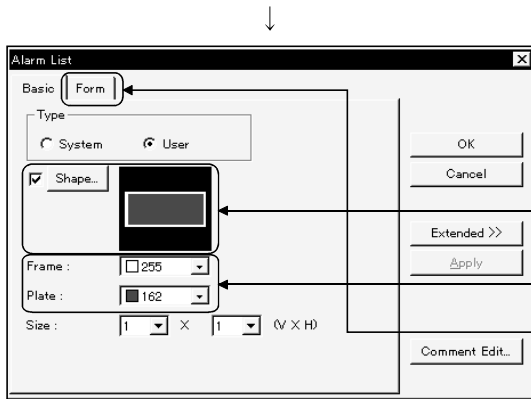 ↓
Alarm List
Basic Form
Type
System User
OK
Cancel
Shape...
Extended >>
Frame : 255
Apply
Plate : 162
Size : 1 X 1 (V X H)
Comment Edit...